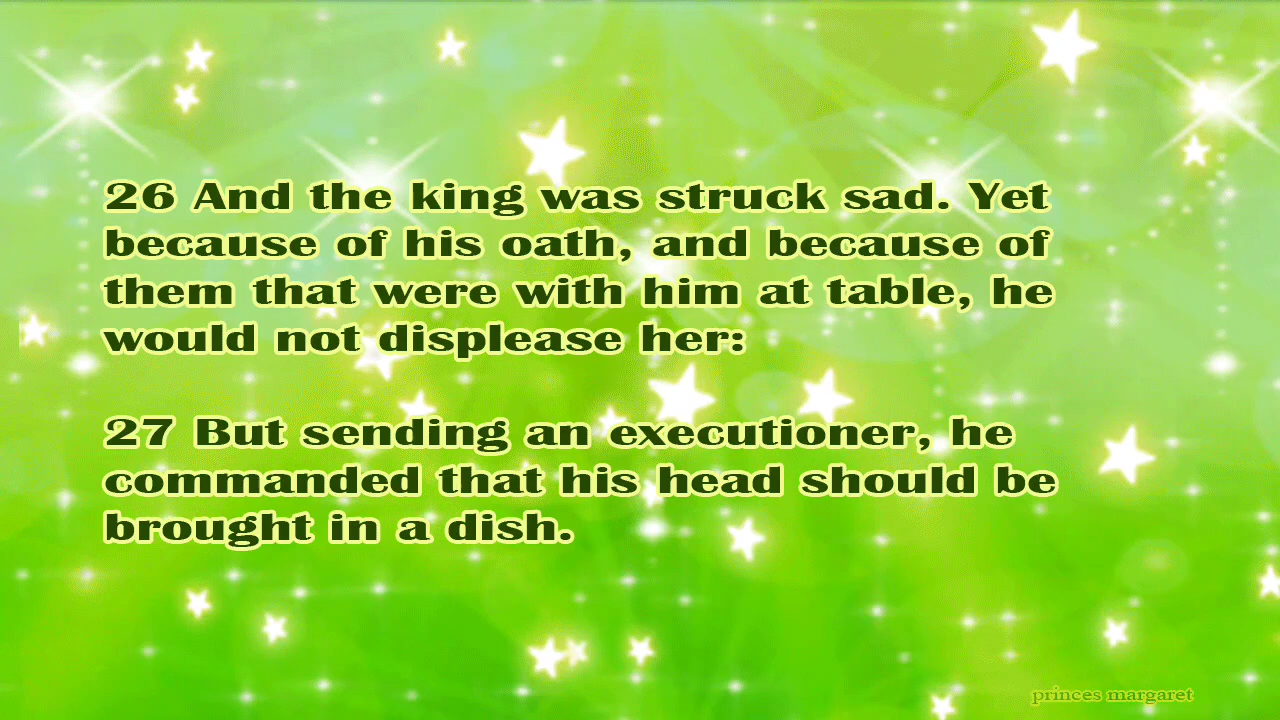 26 And the king was struck sad. Yet
because of his oath, and because of
them that were with him at table, he
would not displease her:
27 But sending an executioner, he
commanded that his head should be
brought in a dish.
princes margaret